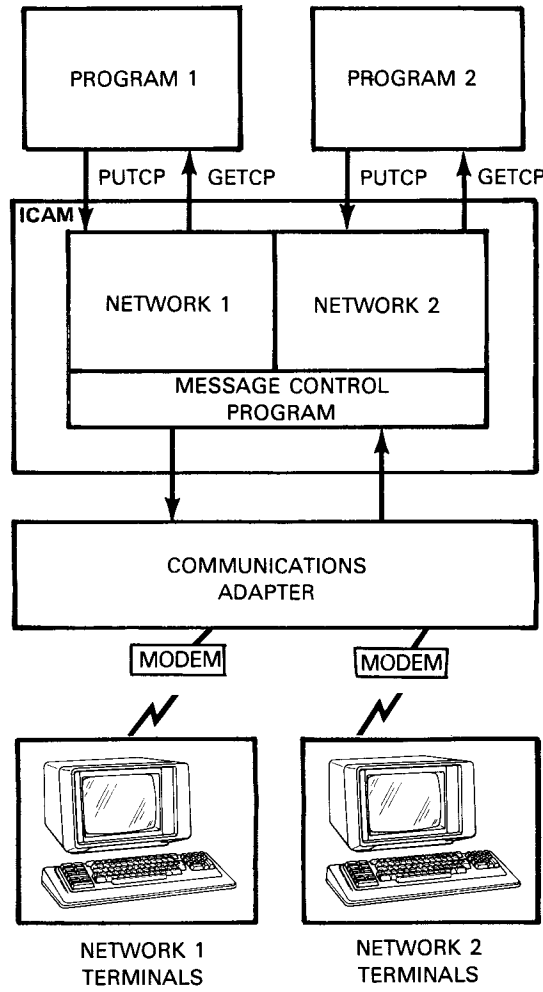 PROGRAM 1
PROGRAM 2
PUTCP
GETCP
PUTCP
GETCP
ICAM
NETWORK 1
NETWORK 2
MESSAGE CONTROL
PROGRAM
COMMUNICATIONS
ADAPTER
MODEM
MODEM
NETWORK 1
TERMINALS
NETWORK 2
TERMINALS